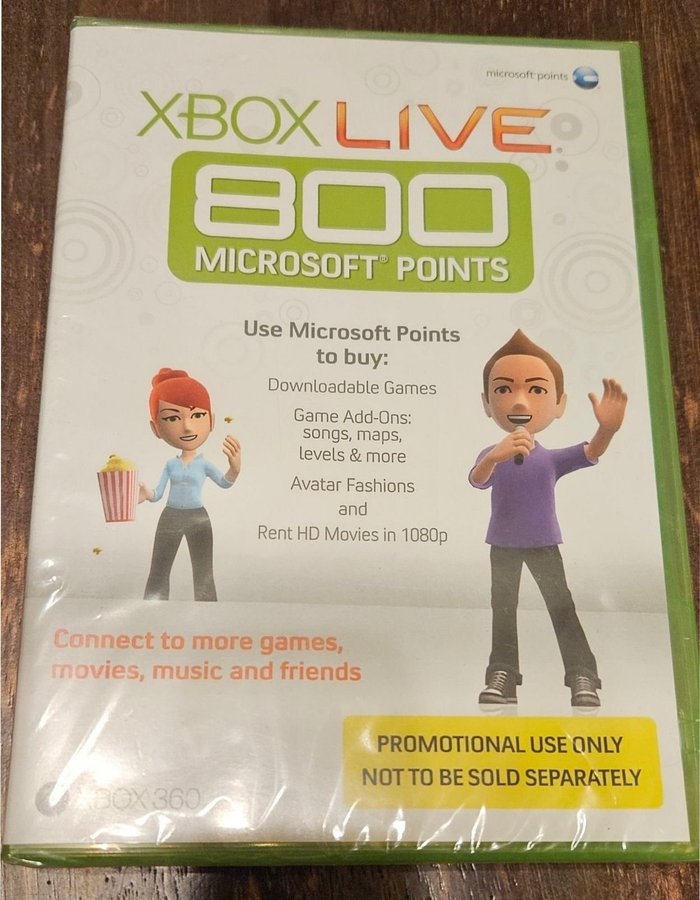 microsoft points
XBOX LIVE
800
MICROSOFT® POINTS
Use Microsoft Points
to buy:
Downloadable Games
Game Add-Ons:
songs, maps,
levels & more
Avatar Fashions
and
Rent HD Movies in 1080p
Connect to more games,
movies, music and friends
PROMOTIONAL USE ONLY
NOT TO BE SOLD SEPARATELY
XBOX 360